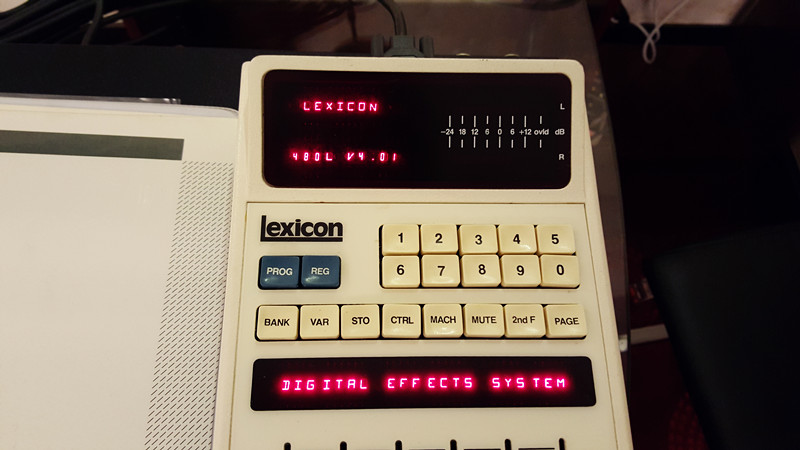 LEXICON
L
-24 18 12 6 0 6 +12 ovld dB
480L V4.01
R
lexicon
1 2 3 4 5
PROG REG
6 7 8 9 0
BANK VAR STO CTRL MACH MUTE 2nd F PAGE
DIGITAL EFFECTS SYSTEM